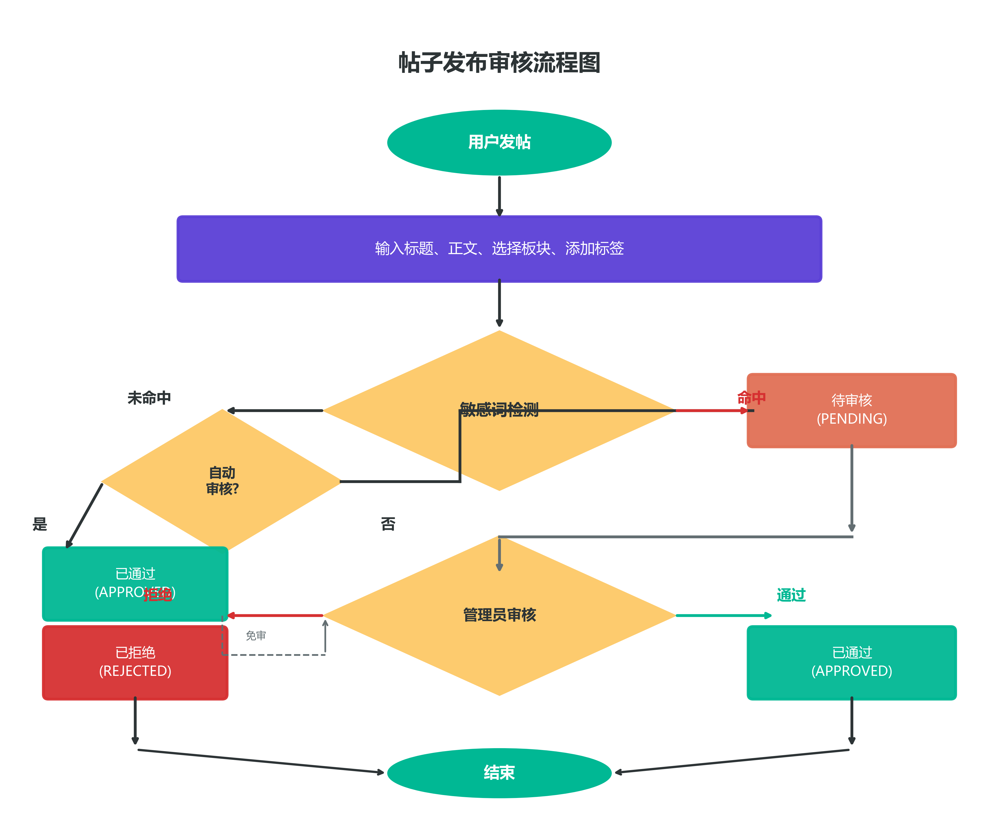 帖子发布审核流程图
用户发帖
输入标题、正文、选择板块、添加标签
未命中
敏感词检测
命中
待审核
(PENDING)
自动
审核?
是
否
已通过
(APPROVED)
拒绝
管理员审核
通过
免审
已拒绝
(REJECTED)
已通过
(APPROVED)
结束